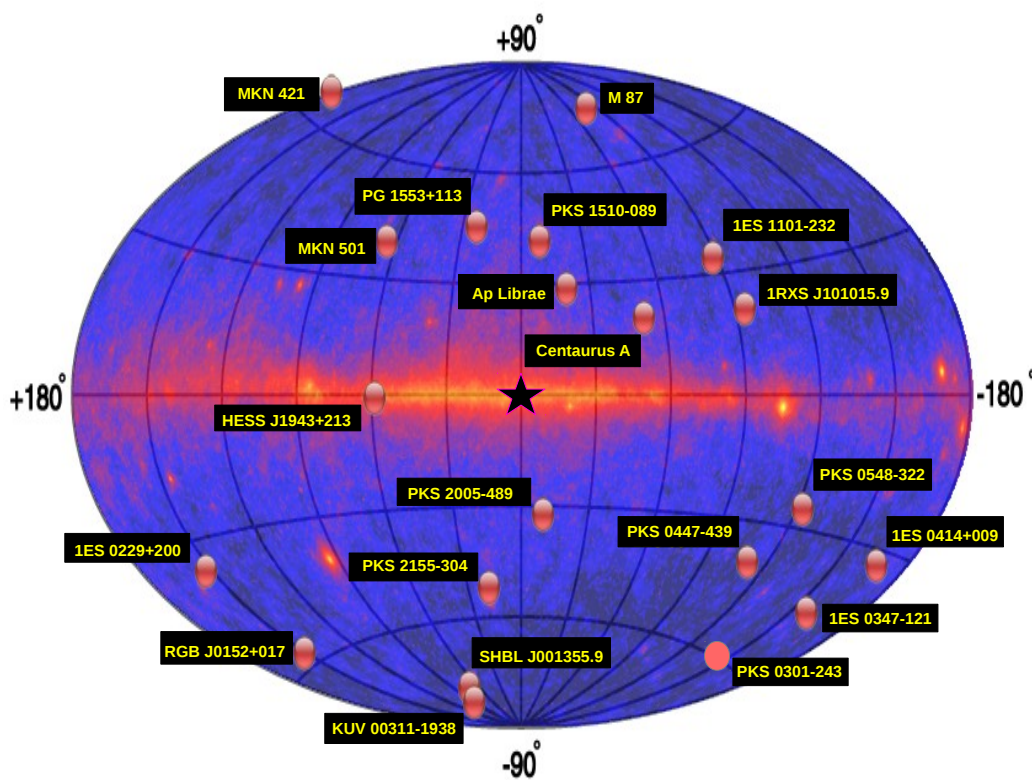 +90°
MKN 421
M 87
PG 1553+113
PKS 1510-089
1ES 1101-232
MKN 501
Ap Librae
1RXS J101015.9
Centaurus A
+180°
-180°
HESS J1943+213
PKS 0548-322
PKS 2005-489
PKS 0447-439
1ES 0414+009
1ES 0229+200
PKS 2155-304
1ES 0347-121
RGB J0152+017
SHBL J001355.9
PKS 0301-243
KUV 00311-1938
-90°